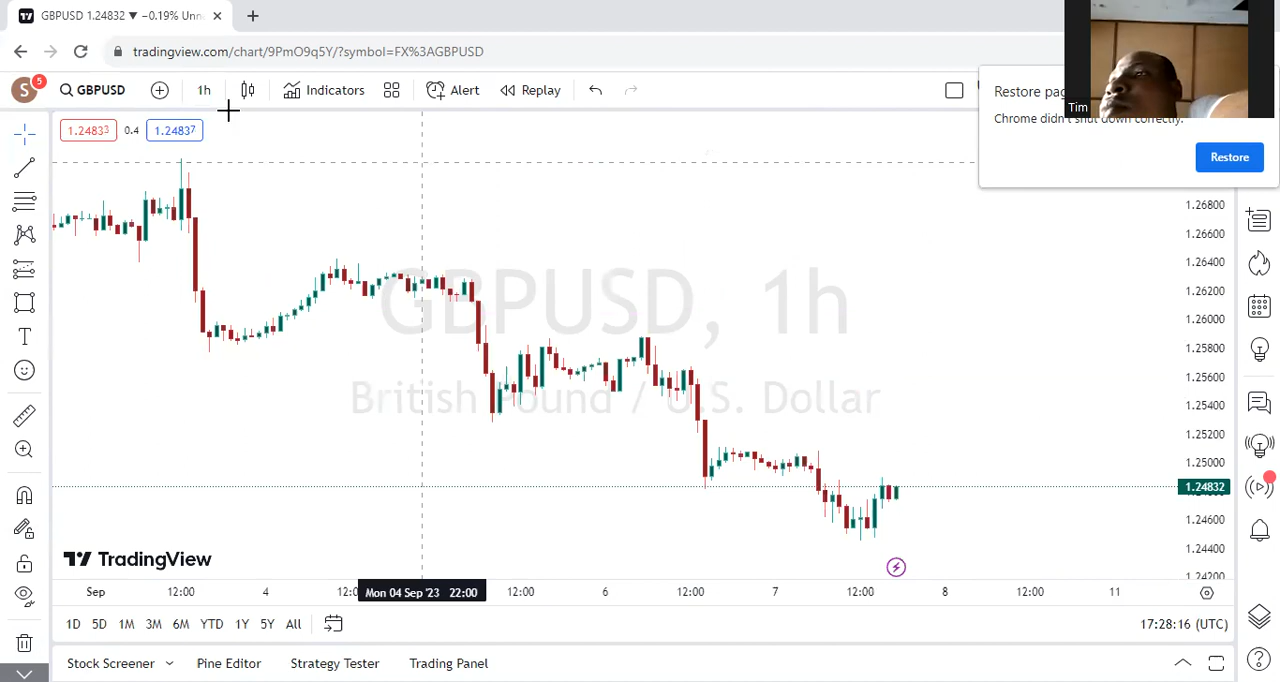 GBPUSD 1.24832 ▼ −0.19% Unn
tradingview.com/chart/9PmO9q5Y/?symbol=FX%3AGBPUSD
S 5 GBPUSD 1h Indicators Alert Replay
Restore pag
Chrome didn't shut down correctly.
Restore
Tim
1.24833 0.4 1.24837
GBPUSD, 1h
British Pound / U.S. Dollar
1.26800
1.26600
1.26400
1.26200
1.26000
1.25800
1.25600
1.25400
1.25200
1.25000
1.24832
1.24600
1.24400
1.24200
TradingView
Sep 12:00 4 12:0 Mon 04 Sep '23 22:00 12:00 6 12:00 7 12:00 8 12:00 11
1D 5D 1M 3M 6M YTD 1Y 5Y All 17:28:16 (UTC)
Stock Screener Pine Editor Strategy Tester Trading Panel